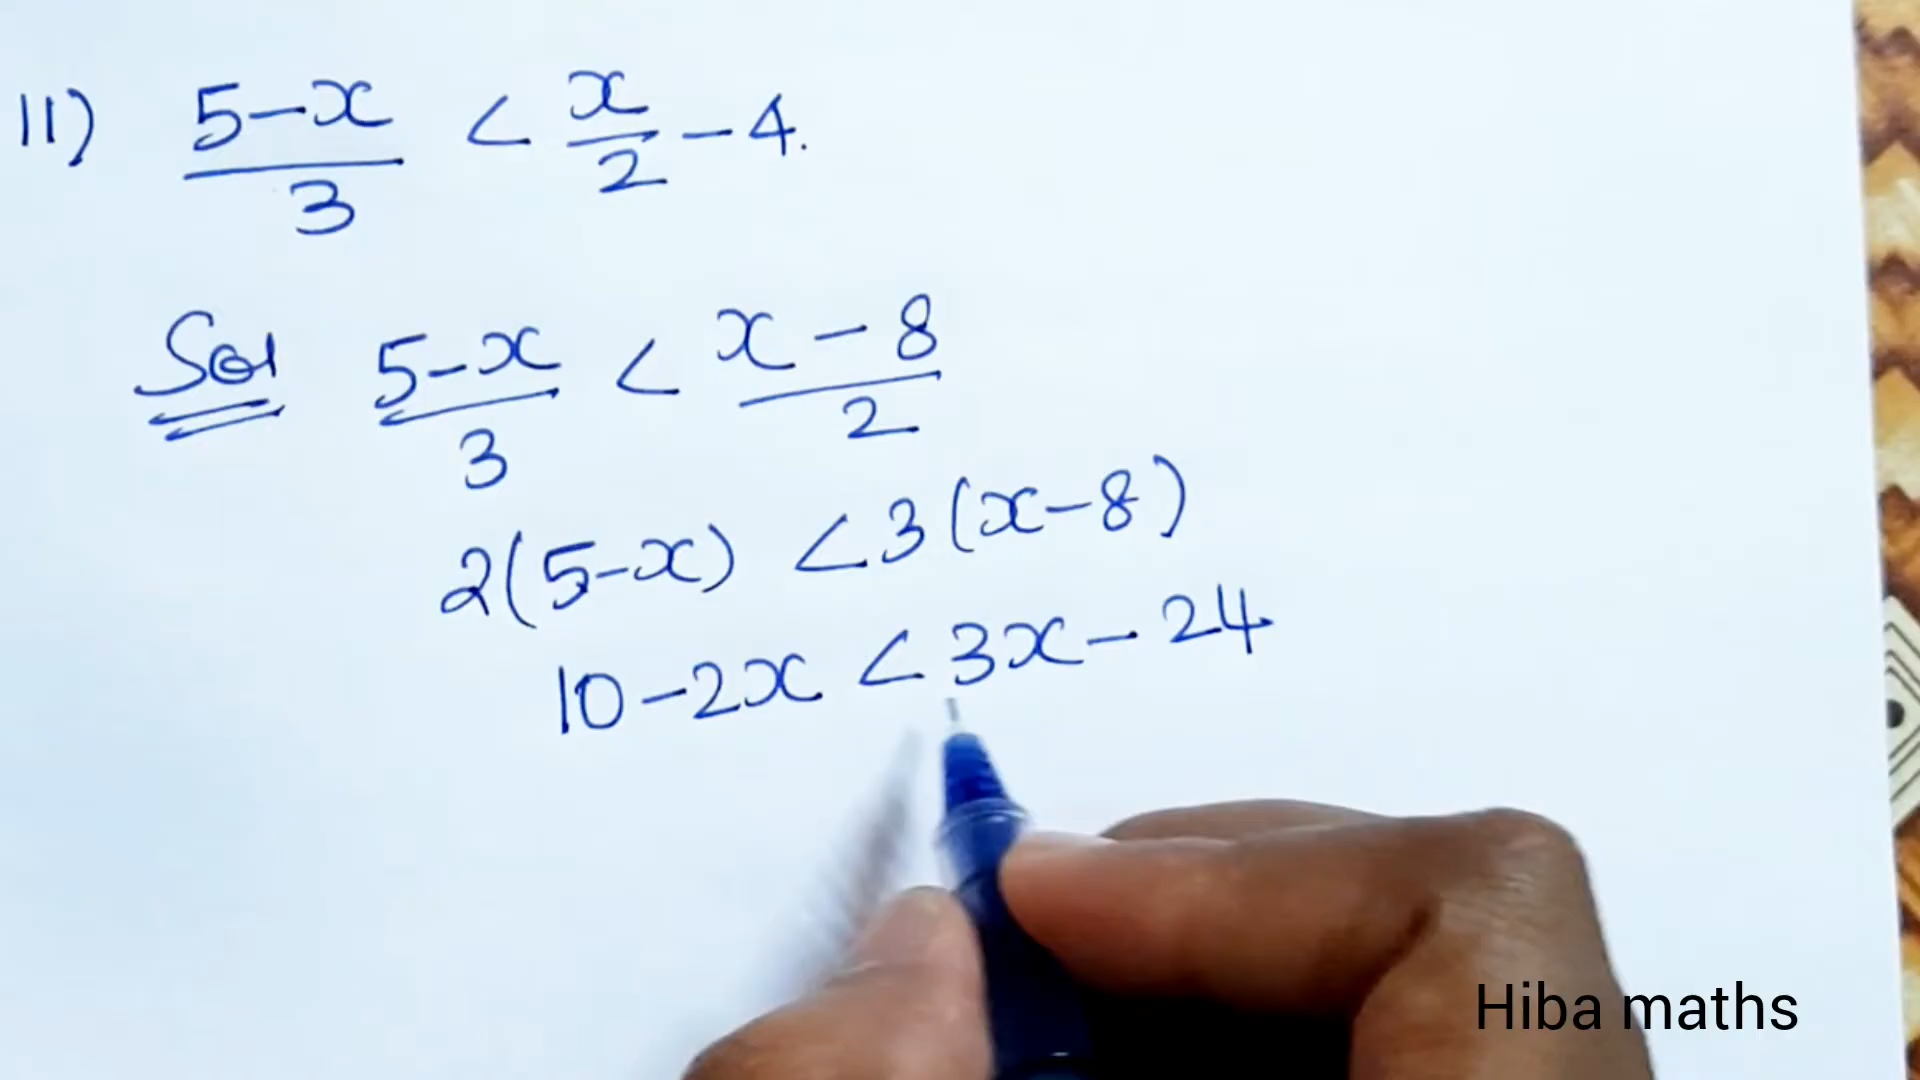 11) (5-x)/3 < x/2 - 4.
Sol (5-x)/3 < (x-8)/2
2(5-x) < 3(x-8)
10-2x < 3x-24
Hiba maths